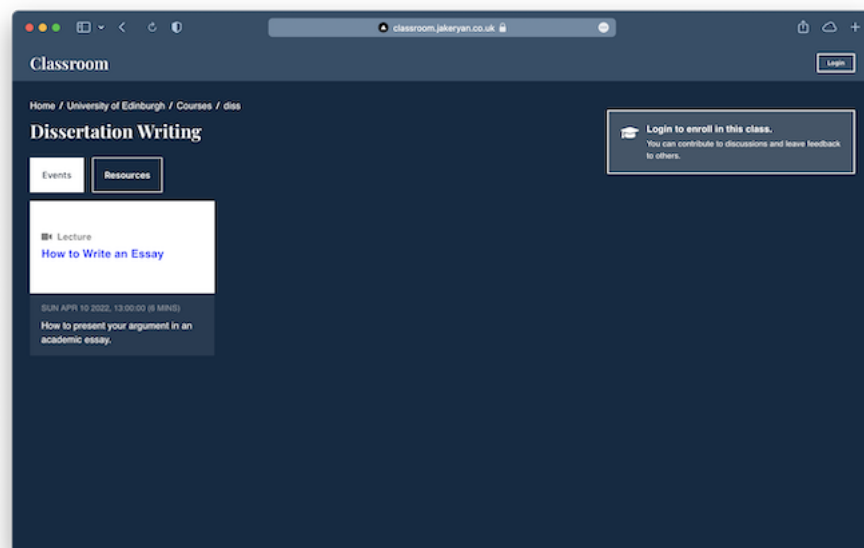 classroom.jakeryan.co.uk
Classroom
Login
Home / University of Edinburgh / Courses / diss
Dissertation Writing
Login to enroll in this class.
You can contribute to discussions and leave feedback
to others.
Events
Resources
Lecture
How to Write an Essay
SUN APR 10 2022, 13:00:00 (6 MINS)
How to present your argument in an
academic essay.